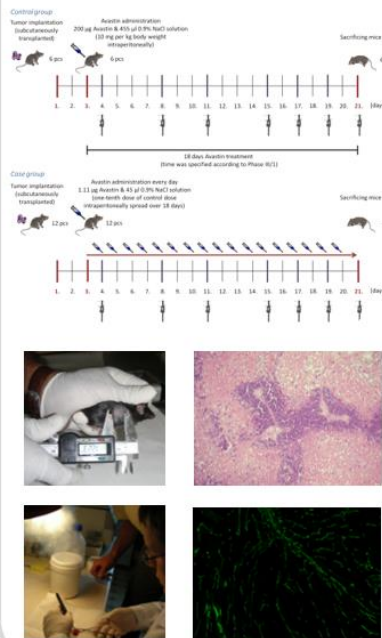 Control group
Tumor implantation
(subcutaneously
transplanted)
6 pcs
Avastin administration
200 µg Avastin & 455 µl 0.9% NaCl solution
(10 mg per kg body weight
intraperitoneally)
6 pcs
Sacrificing mice
1. 2. 3. 4. 5. 6. 7. 8. 9. 10. 11. 12. 13. 14. 15. 16. 17. 18. 19. 20. 21. (day
18 days Avastin treatment
(time was specified according to Phase III/1)
Case group
Tumor implantation
(subcutaneously
transplanted)
12 pcs
Avastin administration every day
1.11 µg Avastin & 45 µl 0.9% NaCl solution
(one-tenth dose of control dose
intraperitoneally spread over 18 days)
12 pcs
Sacrificing mice
1. 2. 3. 4. 5. 6. 7. 8. 9. 10. 11. 12. 13. 14. 15. 16. 17. 18. 19. 20. 21. (day